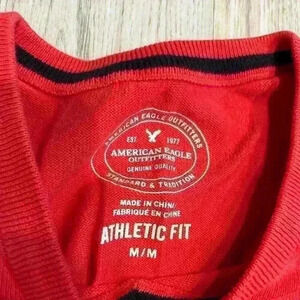 AMERICAN EAGLE OUTFITTERS
EST. 1977
AMERICAN EAGLE
OUTFITTERS
GENUINE QUALITY
STANDARD & TRADITION
MADE IN CHINA/
FABRIQUÉ EN CHINE
ATHLETIC FIT
M/M